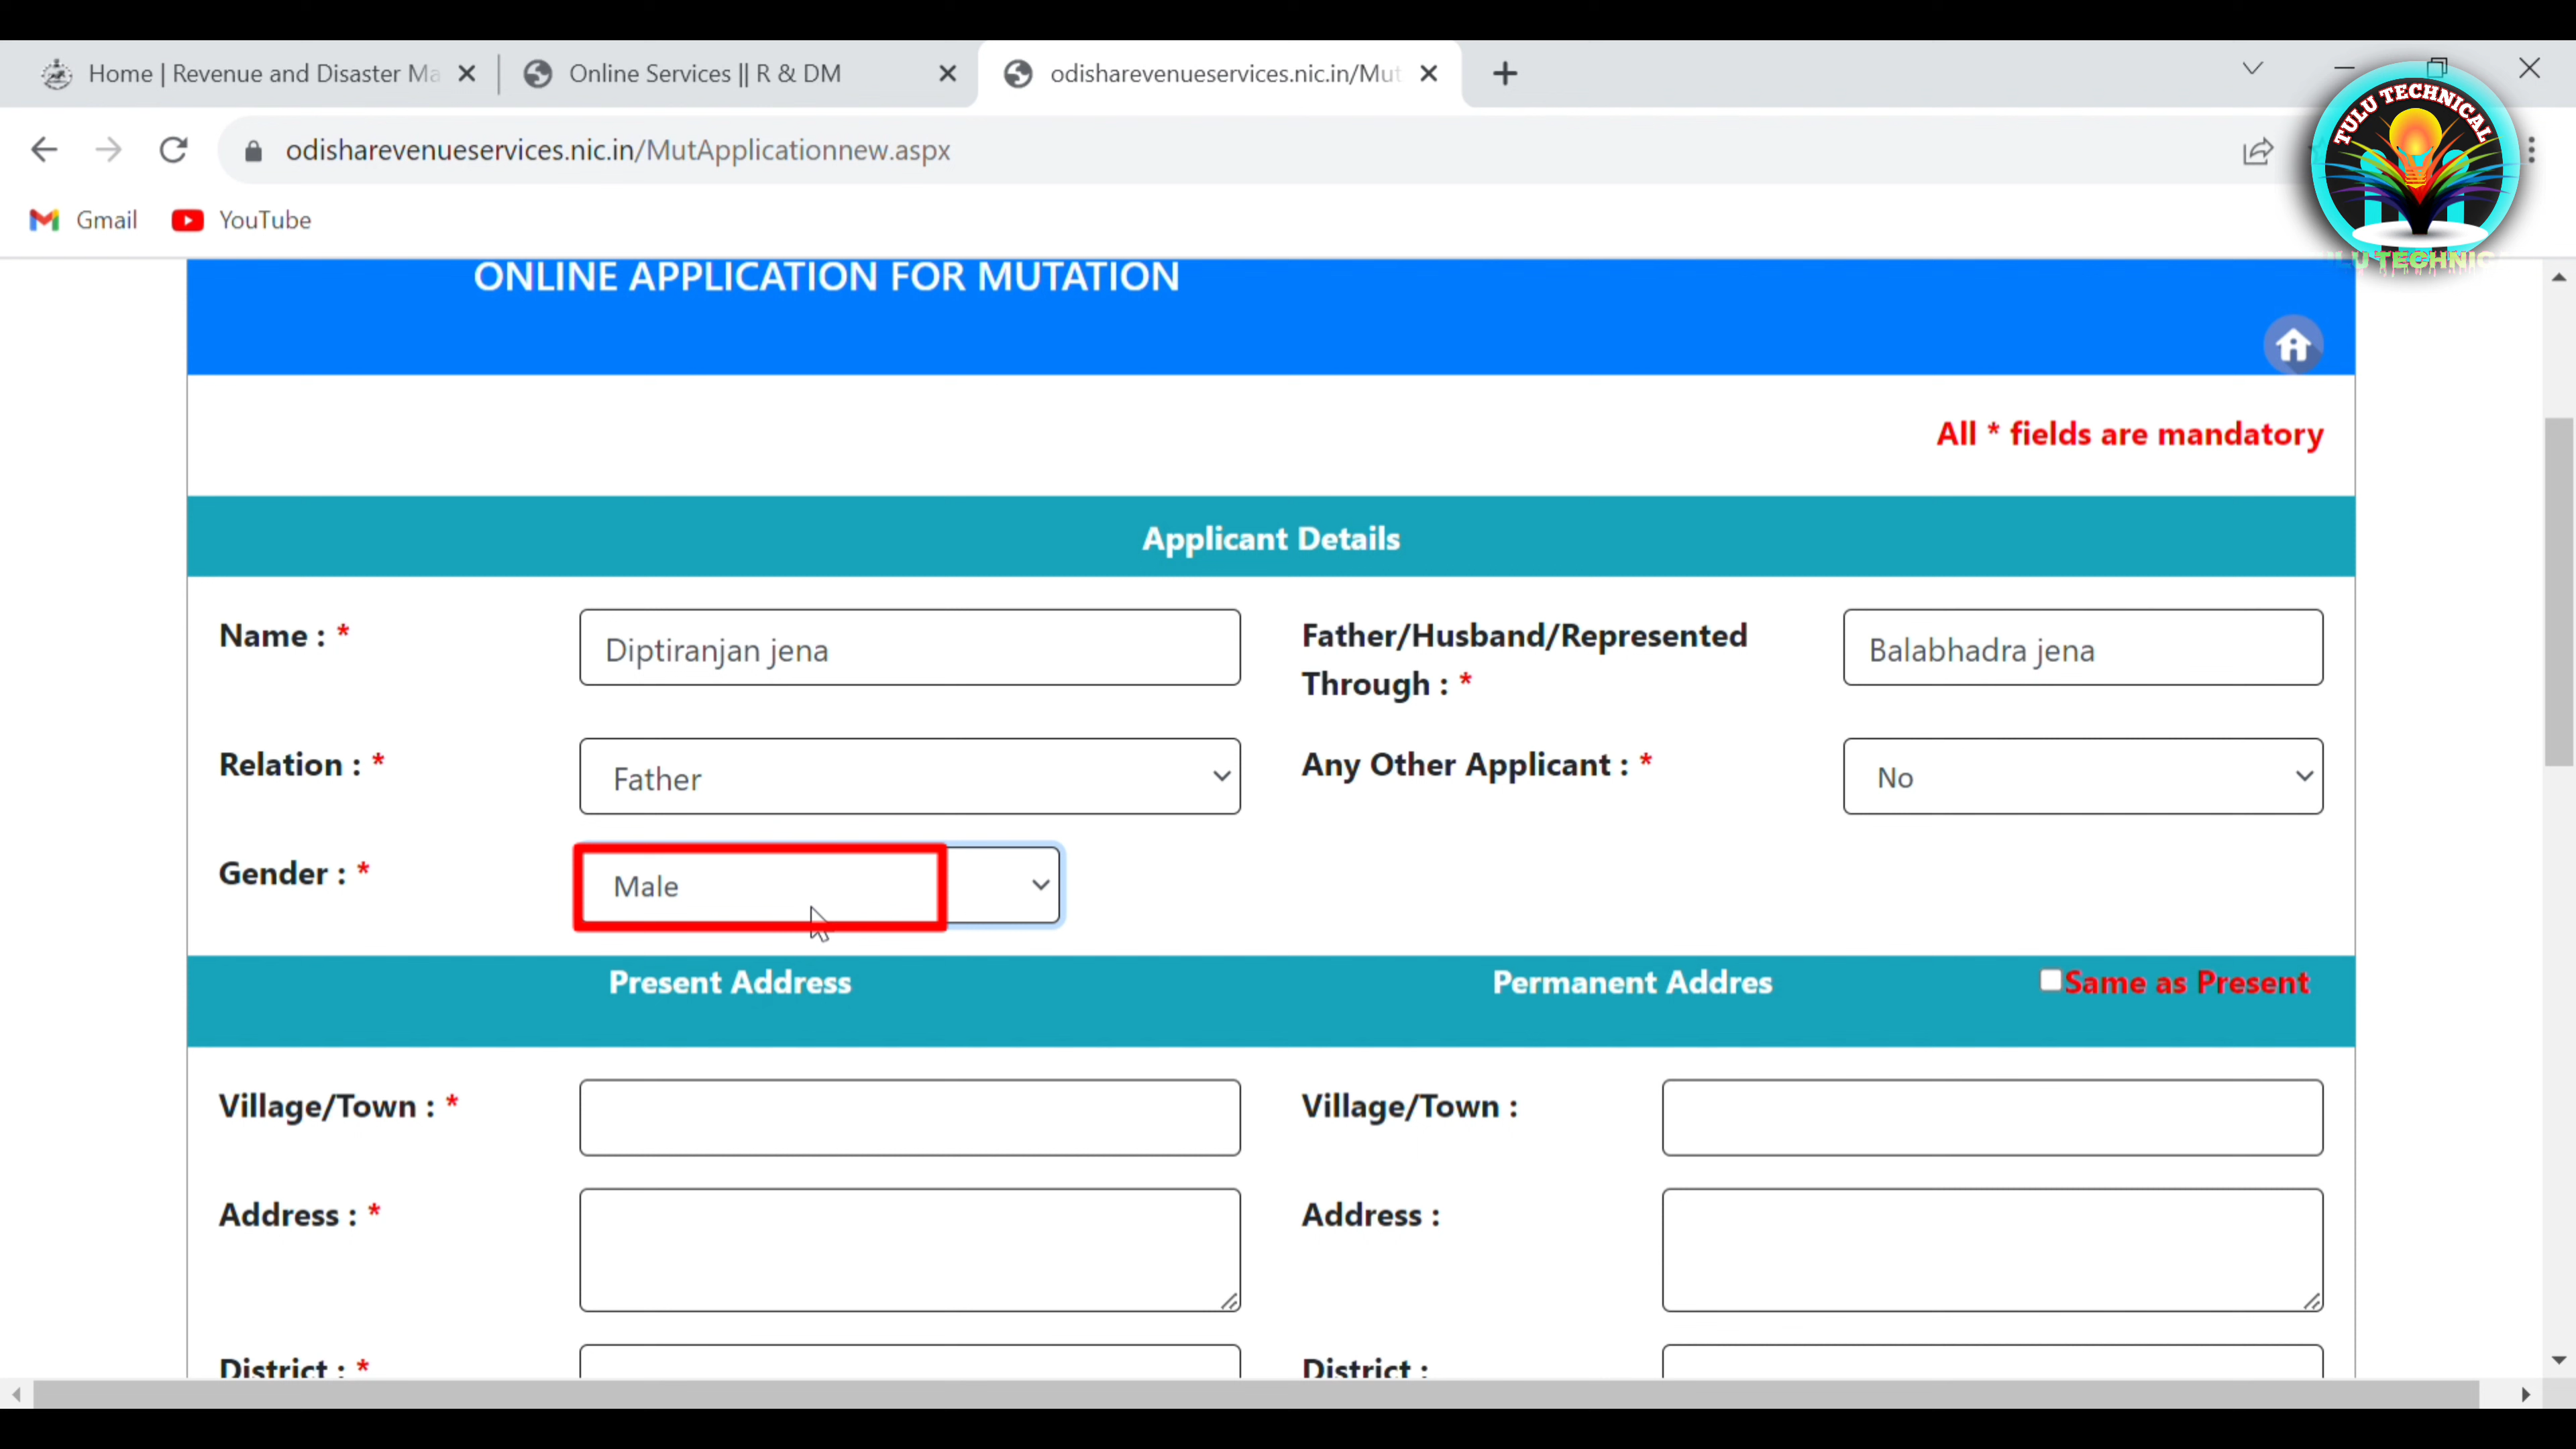 Home | Revenue and Disaster Ma
Online Services || R & DM
odisharevenueservices.nic.in/Mut
odisharevenueservices.nic.in/MutApplicationnew.aspx
Gmail
YouTube
TULU TECHNICAL
LU TECHNIC
ONLINE APPLICATION FOR MUTATION
All * fields are mandatory
Applicant Details
Name : *
Diptiranjan jena
Father/Husband/Represented
Through : *
Balabhadra jena
Relation : *
Father
Any Other Applicant : *
No
Gender : *
Male
Present Address
Permanent Addres
Same as Present
Village/Town : *
Village/Town :
Address : *
Address :
District : *
District :